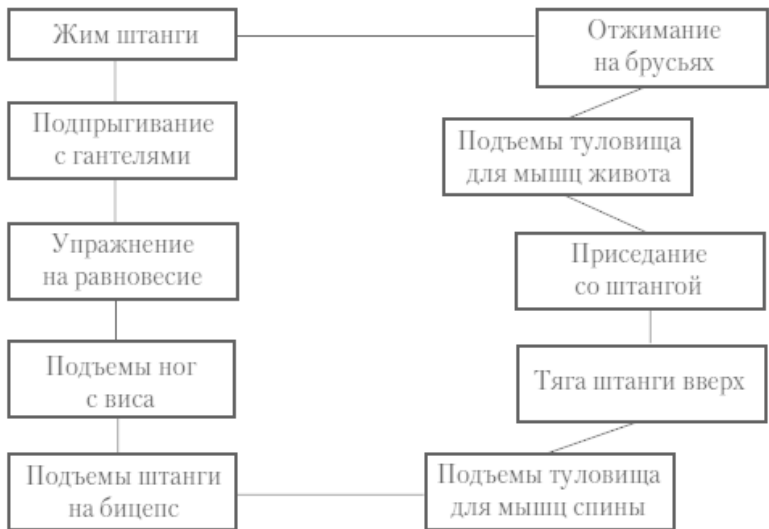 Жим штанги
Отжимание
на брусьях
Подпрыгивание
с гантелями
Подъемы туловища
для мышц живота
Упражнение
на равновесие
Приседание
со штангой
Подъемы ног
с виса
Тяга штанги вверх
Подъемы штанги
на бицепс
Подъемы туловища
для мышц спины